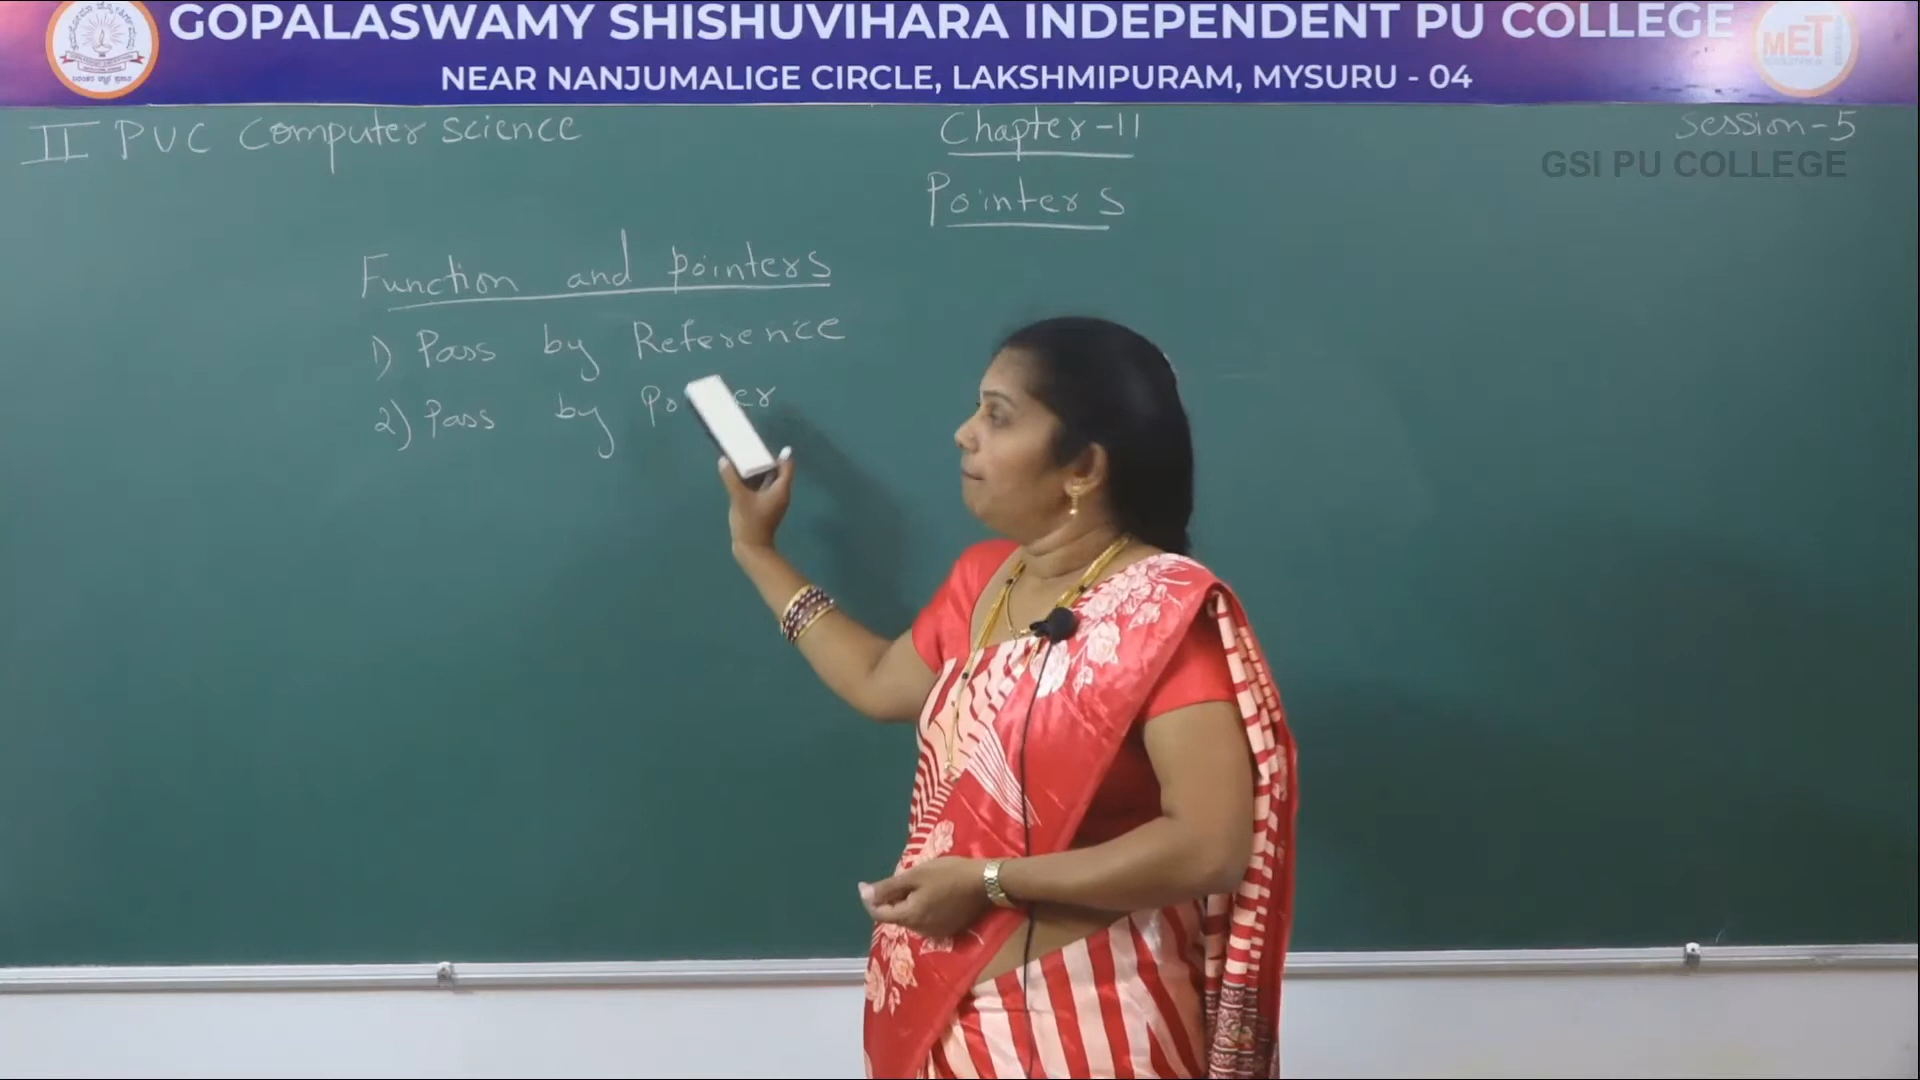 GOPALASWAMY SHISHUVIHARA INDEPENDENT PU COLLEGE
NEAR NANJUMALIGE CIRCLE, LAKSHMIPURAM, MYSURU - 04
MET
II PUC Computer Science
Chapter-11
Session-5
GSI PU COLLEGE
Pointers
Function and pointers
1) Pass by Reference
2) Pass by